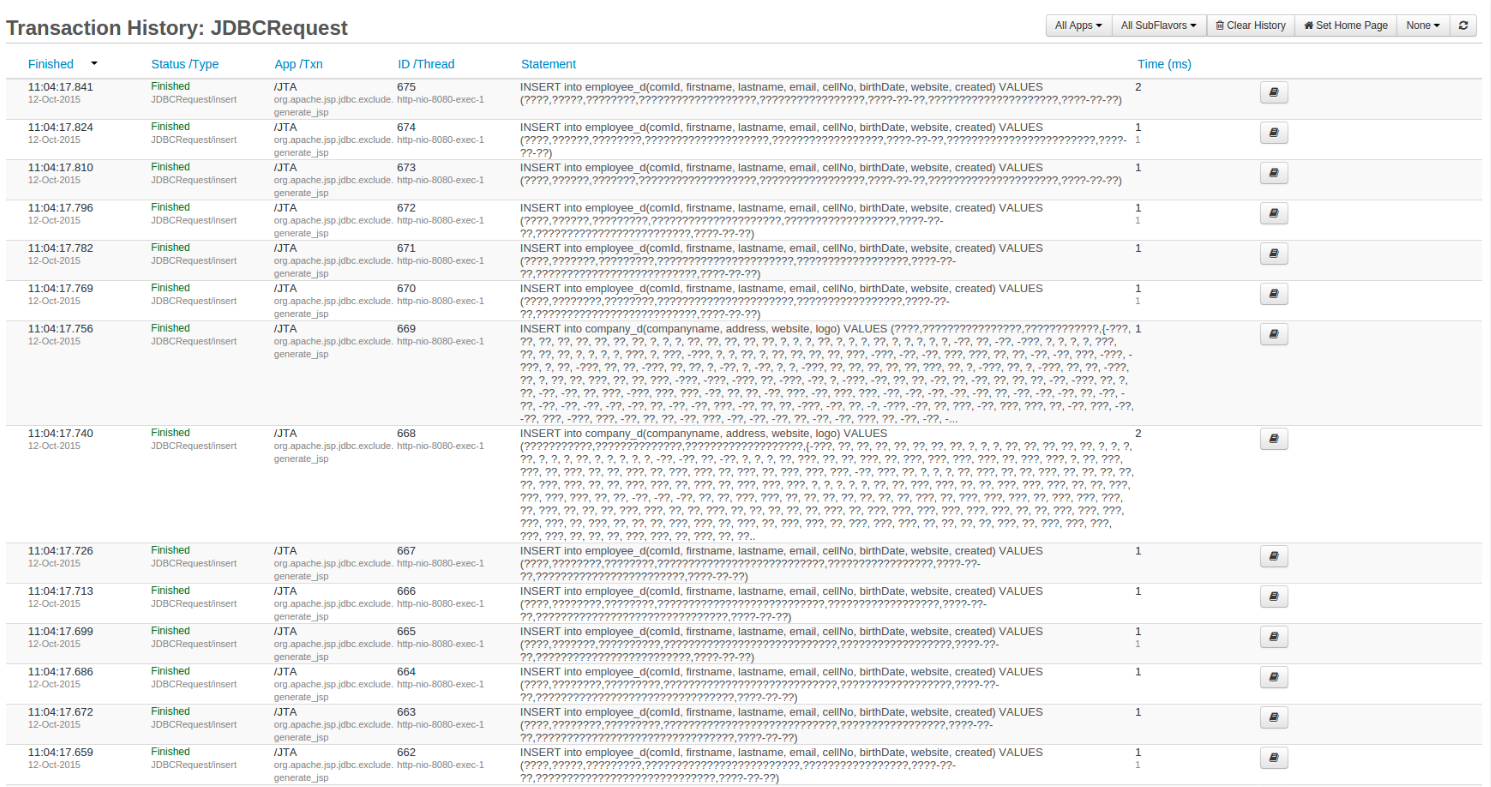 Transaction History: JDBCRequest
All Apps All SubFlavors Clear History Set Home Page None
Finished Status /Type App /Txn ID /Thread Statement Time (ms)
11:04:17.841 Finished /JTA 675 INSERT into employee_d(comId, firstname, lastname, email, cellNo, birthDate, website, created) VALUES 2
12-Oct-2015 JDBCRequest/insert org.apache.jsp.jdbc.exclude. http-nio-8080-exec-1 (????,?????,????????,???????????????????,?????????????????,????-??-??,?????????????????????,????-??-??)
generate_jsp
11:04:17.824 Finished /JTA 674 INSERT into employee_d(comId, firstname, lastname, email, cellNo, birthDate, website, created) VALUES 1
12-Oct-2015 JDBCRequest/insert org.apache.jsp.jdbc.exclude. http-nio-8080-exec-1 (????,??????,????????,????????????????????,??????????????????,????-??-??,????????????????????????,????- 1
generate_jsp ??-??)
11:04:17.810 Finished /JTA 673 INSERT into employee_d(comId, firstname, lastname, email, cellNo, birthDate, website, created) VALUES 1
12-Oct-2015 JDBCRequest/insert org.apache.jsp.jdbc.exclude. http-nio-8080-exec-1 (????,??????,???????,???????????????????,?????????????????,????-??-??,?????????????????????,????-??-??)
generate_jsp
11:04:17.796 Finished /JTA 672 INSERT into employee_d(comId, firstname, lastname, email, cellNo, birthDate, website, created) VALUES 1
12-Oct-2015 JDBCRequest/insert org.apache.jsp.jdbc.exclude. http-nio-8080-exec-1 (????,??????,?????????,?????????????????????,??????????????????,????-??- 1
generate_jsp ??,?????????????????????????,????-??-??)
11:04:17.782 Finished /JTA 671 INSERT into employee_d(comId, firstname, lastname, email, cellNo, birthDate, website, created) VALUES 1
12-Oct-2015 JDBCRequest/insert org.apache.jsp.jdbc.exclude. http-nio-8080-exec-1 (????,???????,?????????,??????????????????????,??????????????????,????-??-
generate_jsp ??,??????????????????????????,????-??-??)
11:04:17.769 Finished /JTA 670 INSERT into employee_d(comId, firstname, lastname, email, cellNo, birthDate, website, created) VALUES 1
12-Oct-2015 JDBCRequest/insert org.apache.jsp.jdbc.exclude. http-nio-8080-exec-1 (????,????????,????????,??????????????????????,?????????????????,????-??- 1
generate_jsp ??,??????????????????????????,????-??-??)
11:04:17.756 Finished /JTA 669 INSERT into company_d(companyname, address, website, logo) VALUES (????,????????????????,????????????,{-???, 1
12-Oct-2015 JDBCRequest/insert org.apache.jsp.jdbc.exclude. http-nio-8080-exec-1
generate_jsp
11:04:17.740 Finished /JTA 668 INSERT into company_d(companyname, address, website, logo) VALUES 2
12-Oct-2015 JDBCRequest/insert org.apache.jsp.jdbc.exclude. http-nio-8080-exec-1
generate_jsp
11:04:17.726 Finished /JTA 667 INSERT into employee_d(comId, firstname, lastname, email, cellNo, birthDate, website, created) VALUES 1
12-Oct-2015 JDBCRequest/insert org.apache.jsp.jdbc.exclude. http-nio-8080-exec-1 (????,????????,????????,???????????????????????????,?????????????????,????-??-
generate_jsp ??,????????????????????????,????-??-??)
11:04:17.713 Finished /JTA 666 INSERT into employee_d(comId, firstname, lastname, email, cellNo, birthDate, website, created) VALUES 1
12-Oct-2015 JDBCRequest/insert org.apache.jsp.jdbc.exclude. http-nio-8080-exec-1 (????,????????,????????,???????????????????????????,??????????????????,????-??-
generate_jsp ??,???????????????????????????????,????-??-??)
11:04:17.699 Finished /JTA 665 INSERT into employee_d(comId, firstname, lastname, email, cellNo, birthDate, website, created) VALUES 1
12-Oct-2015 JDBCRequest/insert org.apache.jsp.jdbc.exclude. http-nio-8080-exec-1 (????,???????,??????????,????????????????????????????,??????????????????,????-??- 1
generate_jsp ??,?????????????????????????,????-??-??)
11:04:17.686 Finished /JTA 664 INSERT into employee_d(comId, firstname, lastname, email, cellNo, birthDate, website, created) VALUES 1
12-Oct-2015 JDBCRequest/insert org.apache.jsp.jdbc.exclude. http-nio-8080-exec-1 (????,????????,?????????,????????????????????????????,??????????????????,????-??-
generate_jsp ??,????????????????????????????????,????-??-??)
11:04:17.672 Finished /JTA 663 INSERT into employee_d(comId, firstname, lastname, email, cellNo, birthDate, website, created) VALUES 1
12-Oct-2015 JDBCRequest/insert org.apache.jsp.jdbc.exclude. http-nio-8080-exec-1 (????,????????,?????????,????????????????????????????,?????????????????,????-??-
generate_jsp ??,????????????????????????????????,????-??-??)
11:04:17.659 Finished /JTA 662 INSERT into employee_d(comId, firstname, lastname, email, cellNo, birthDate, website, created) VALUES 1
12-Oct-2015 JDBCRequest/insert org.apache.jsp.jdbc.exclude. http-nio-8080-exec-1 (????,?????,?????????,?????????????????????????,?????????????????,????-??- 1
generate_jsp ??,?????????????????????????????,????-??-??)